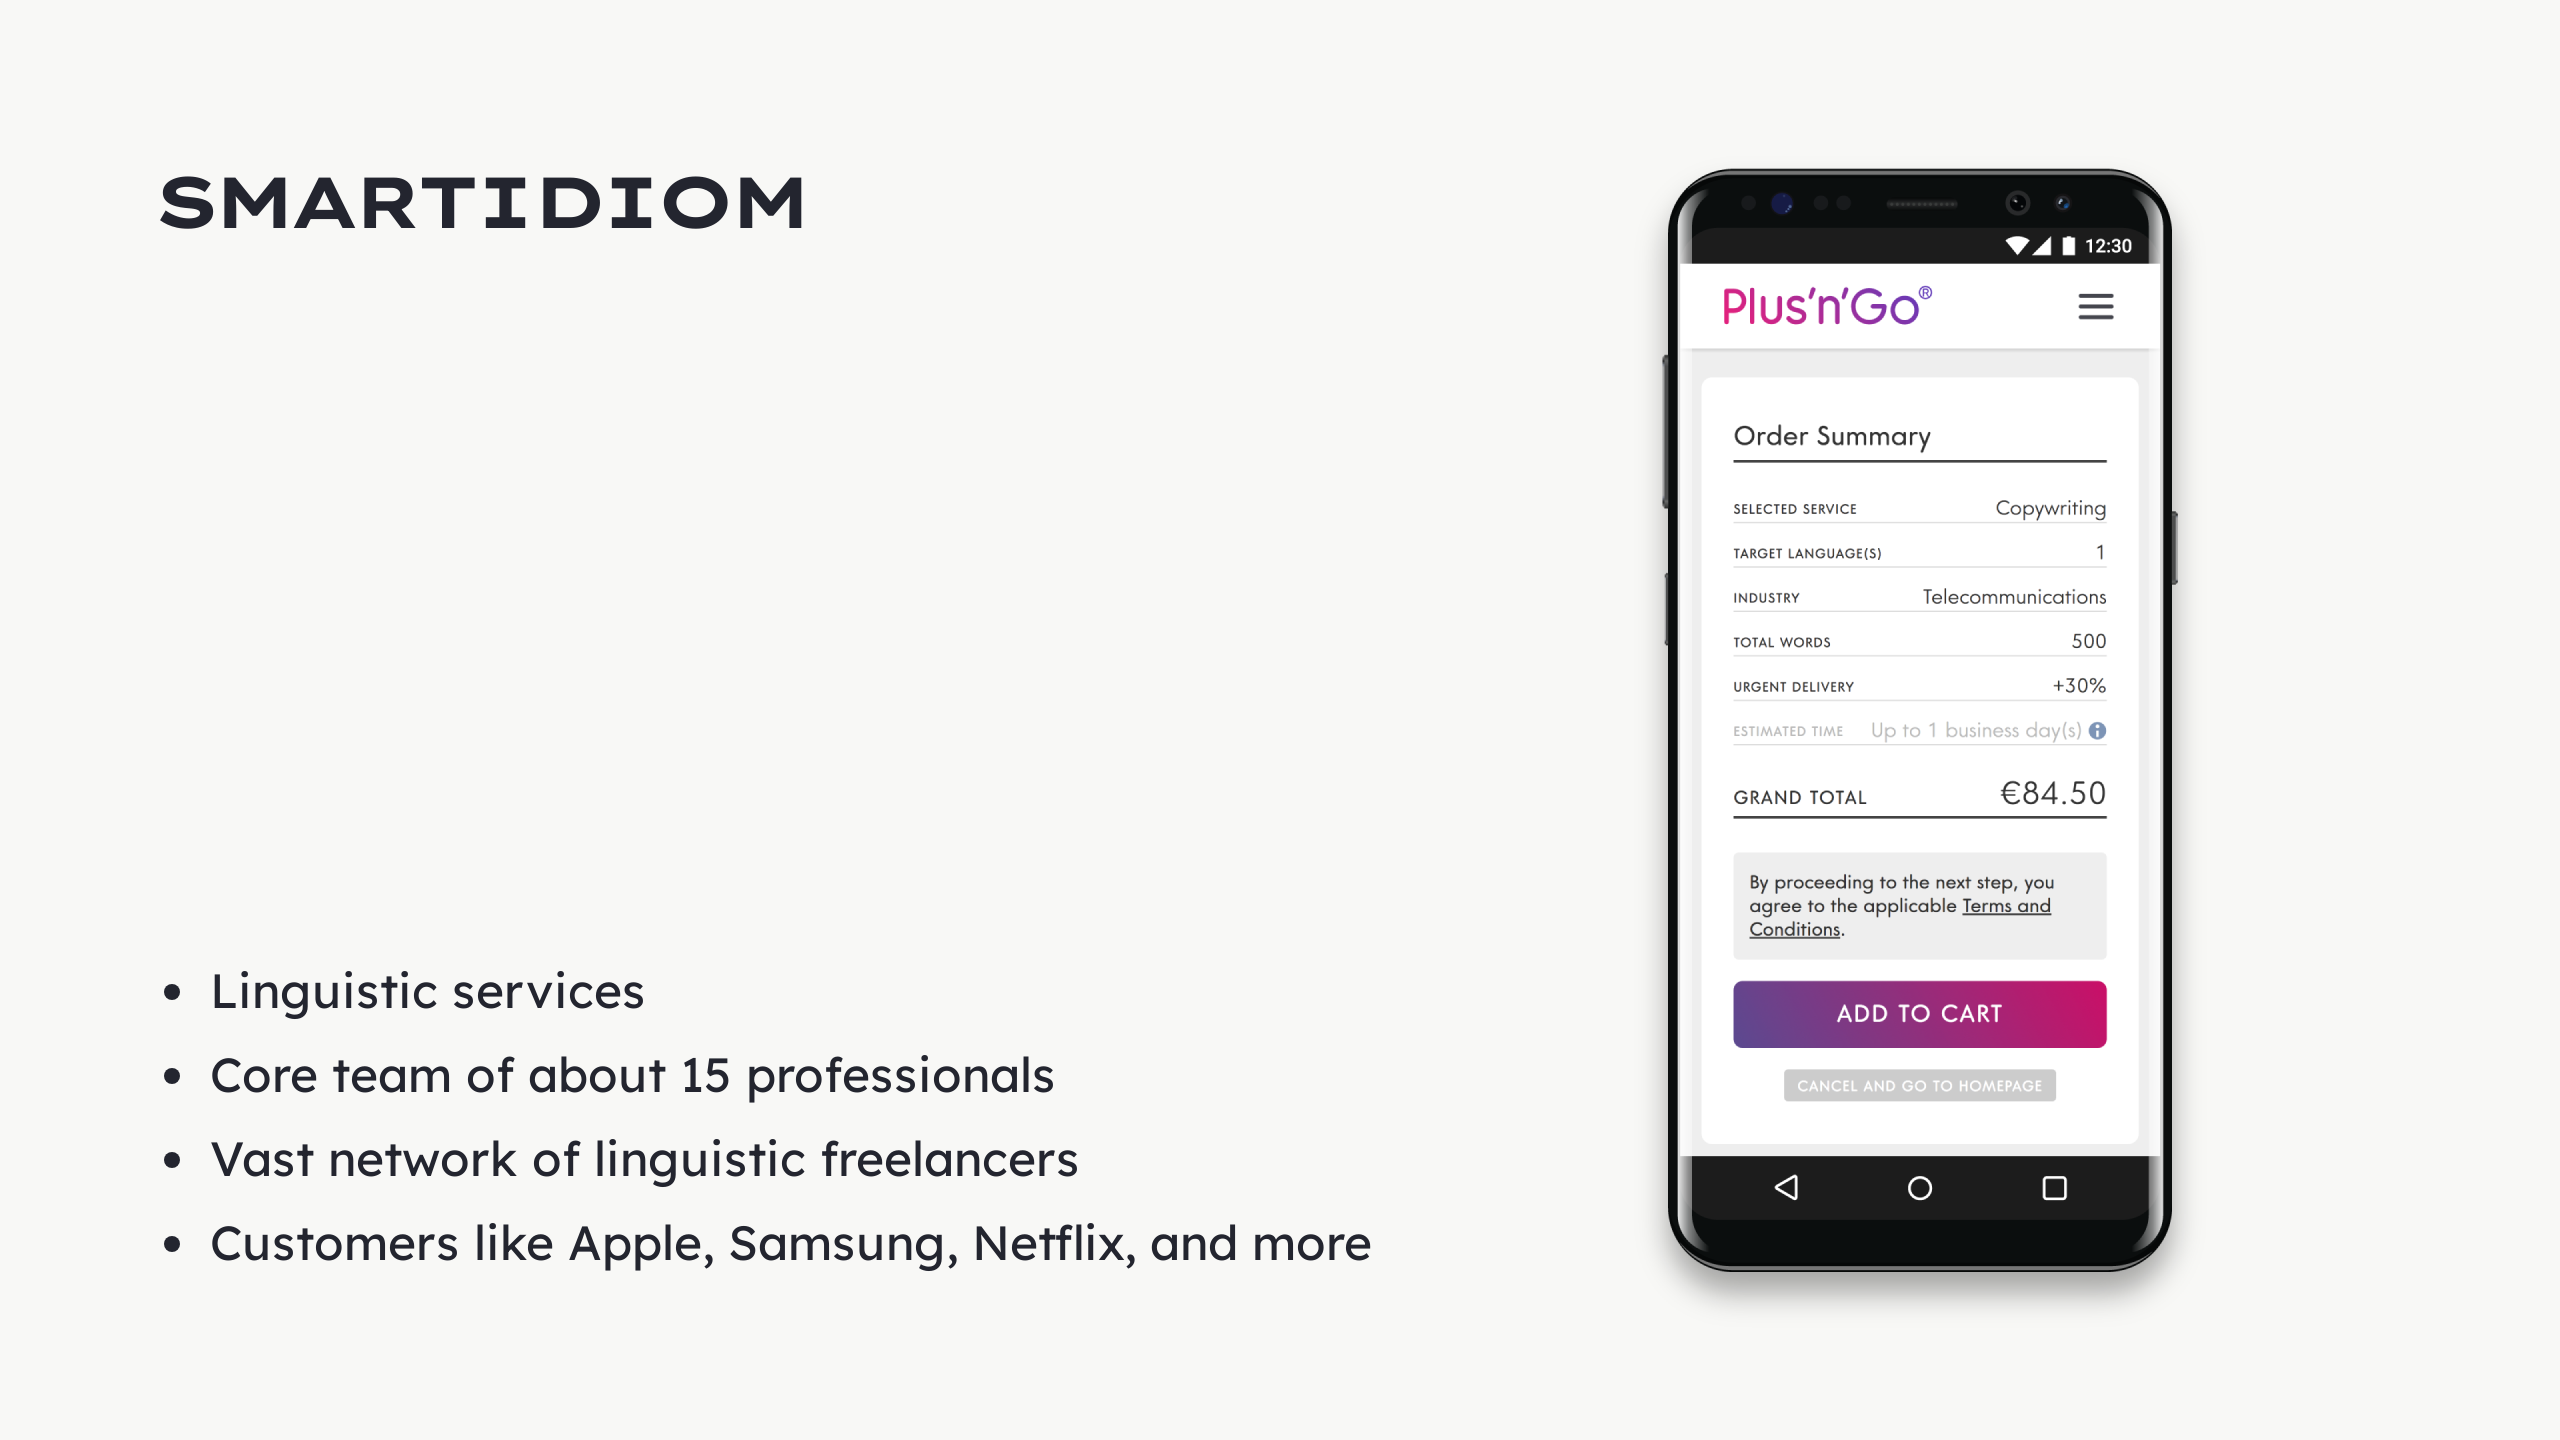 SMARTIDIOM
• Linguistic services
• Core team of about 15 professionals
• Vast network of linguistic freelancers
• Customers like Apple, Samsung, Netflix, and more
12:30
Plus'n'Go®
Order Summary
SELECTED SERVICE Copywriting
TARGET LANGUAGE(S) 1
INDUSTRY Telecommunications
TOTAL WORDS 500
URGENT DELIVERY +30%
ESTIMATED TIME Up to 1 business day(s)
GRAND TOTAL €84.50
By proceeding to the next step, you
agree to the applicable Terms and
Conditions.
ADD TO CART
CANCEL AND GO TO HOMEPAGE